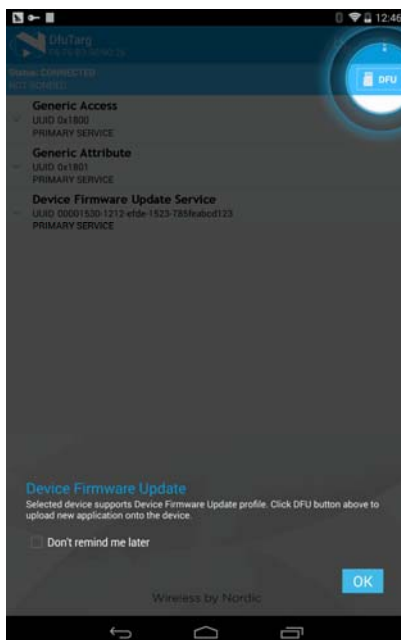 12:46
DfuTarg
Status: CONNECTED
NOT BONDED
DFU
Generic Access
UUID 0x1800
PRIMARY SERVICE
Generic Attribute
UUID 0x1801
PRIMARY SERVICE
Device Firmware Update Service
UUID 00001530-1212-efde-1523-785feabcd123
PRIMARY SERVICE
Device Firmware Update
Selected device supports Device Firmware Update profile. Click DFU button above to
upload new application onto the device.
Don't remind me later
OK
Wireless by Nordic